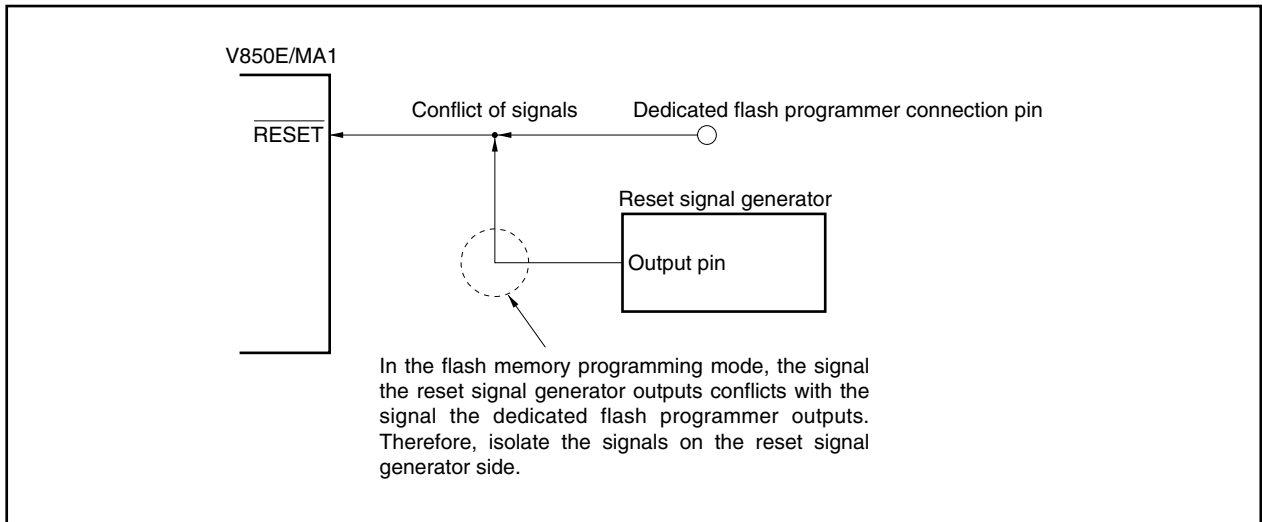 V850E/MA1
Conflict of signals
Dedicated flash programmer connection pin
RESET
Reset signal generator
Output pin
In the flash memory programming mode, the signal
the reset signal generator outputs conflicts with the
signal the dedicated flash programmer outputs.
Therefore, isolate the signals on the reset signal
generator side.